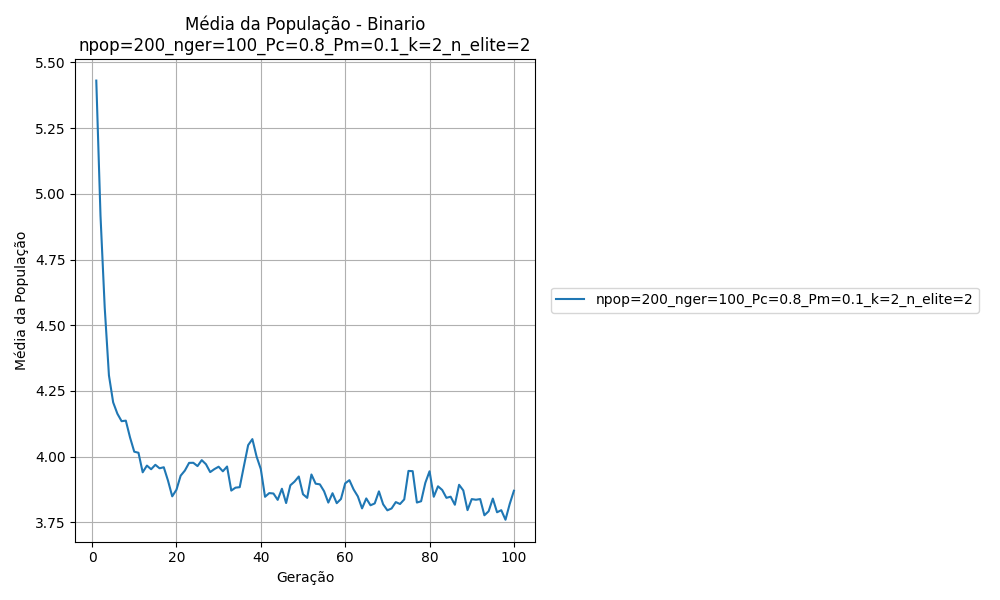 Média da População - Binario
npop=200_nger=100_Pc=0.8_Pm=0.1_k=2_n_elite=2
5.50
5.25
5.00
4.75
4.50
4.25
4.00
3.75
Média da População
0 20 40 60 80 100
Geração
npop=200_nger=100_Pc=0.8_Pm=0.1_k=2_n_elite=2